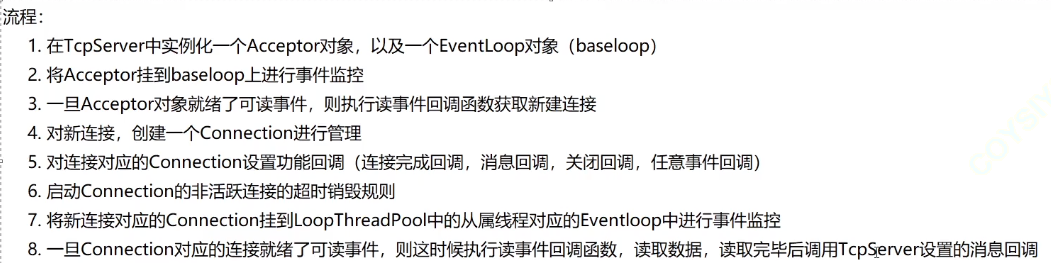 流程：
1. 在TcpServer中实例化一个Acceptor对象，以及一个EventLoop对象（baseloop）
2. 将Acceptor挂到baseloop上进行事件监控
3. 一旦Acceptor对象就绪了可读事件，则执行读事件回调函数获取新建连接
4. 对新连接，创建一个Connection进行管理
5. 对连接对应的Connection设置功能回调（连接完成回调，消息回调，关闭回调，任意事件回调）
6. 启动Connection的非活跃连接的超时销毁规则
7. 将新连接对应的Connection挂到LoopThreadPool中的从属线程对应的Eventloop中进行事件监控
8. 一旦Connection对应的连接就绪了可读事件，则这时候执行读事件回调函数，读取数据，读取完毕后调用TcpServer设置的消息回调